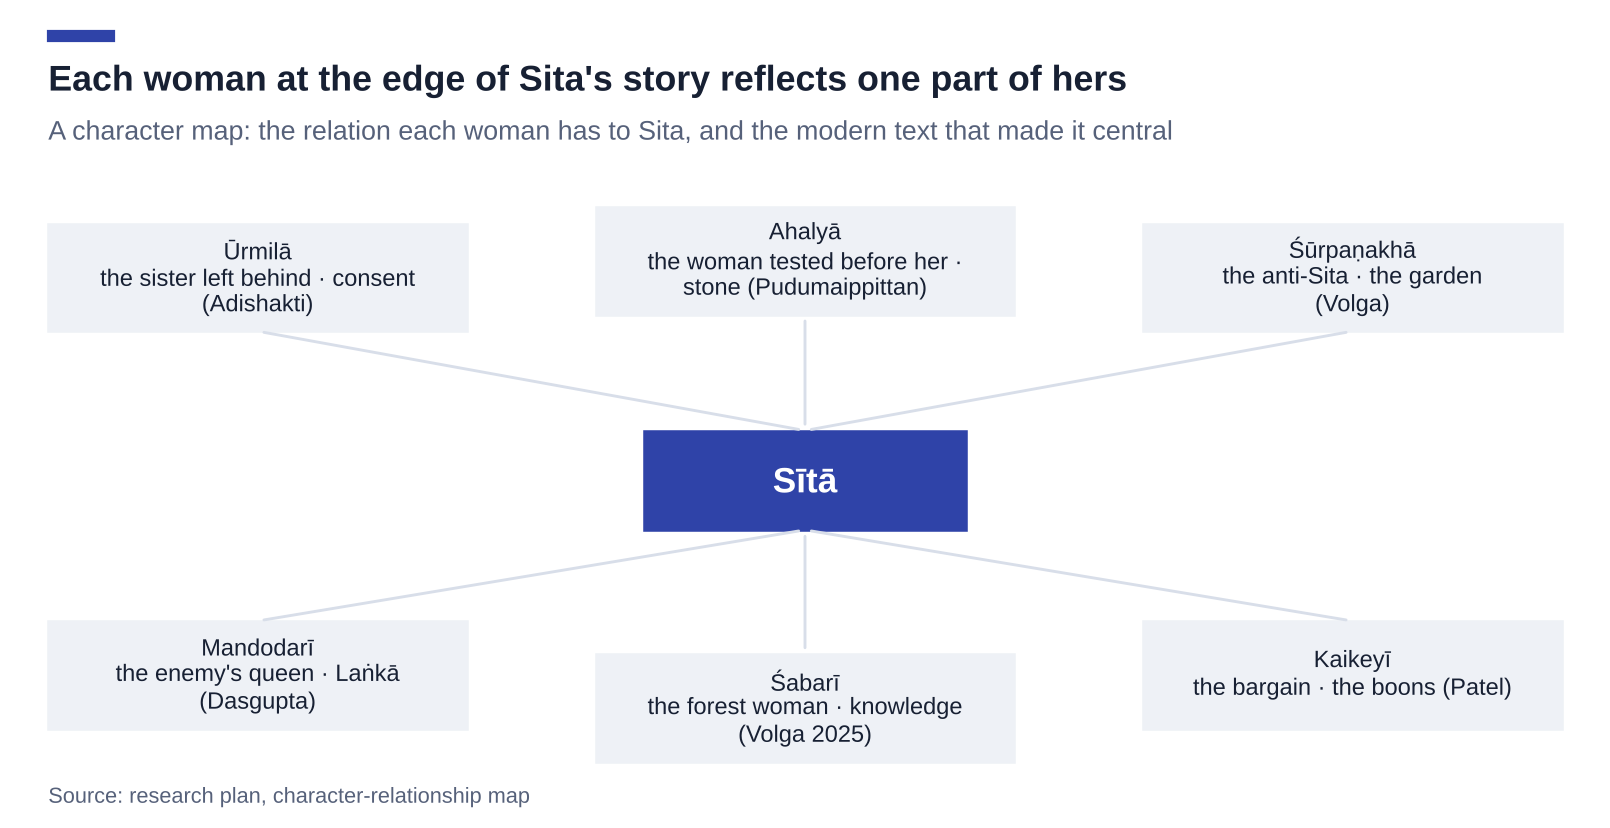 Each woman at the edge of Sita's story reflects one part of hers
A character map: the relation each woman has to Sita, and the modern text that made it central
Ūrmilā
the sister left behind · consent
(Adishakti)
Ahalyā
the woman tested before her ·
stone (Pudumaippittan)
Śūrpaṇakhā
the anti-Sita · the garden
(Volga)
Sītā
Mandodarī
the enemy's queen · Laṅkā
(Dasgupta)
Śabarī
the forest woman · knowledge
(Volga 2025)
Kaikeyī
the bargain · the boons (Patel)
Source: research plan, character-relationship map